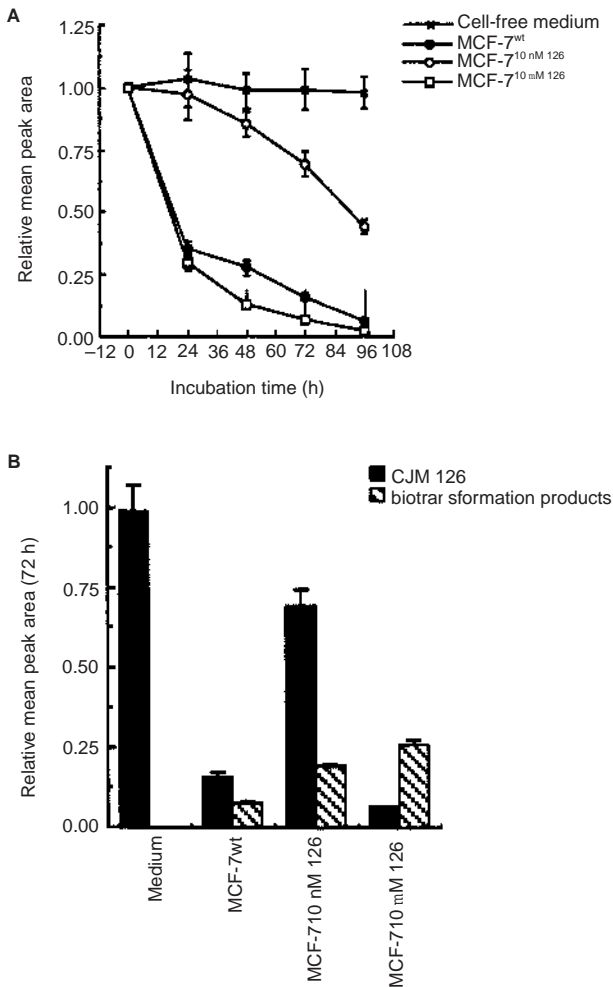 A
Cell-free medium
MCF-7wt
MCF-710 nM 126
MCF-710 mM 126
Relative mean peak area
1.25
1.00
0.75
0.50
0.25
0.00
−12 0 12 24 36 48 60 72 84 96 108
Incubation time (h)
B
CJM 126
biotrar sformation products
Relative mean peak area (72 h)
1.00
0.75
0.50
0.25
0.00
Medium
MCF-7wt
MCF-710 nM 126
MCF-710 mM 126